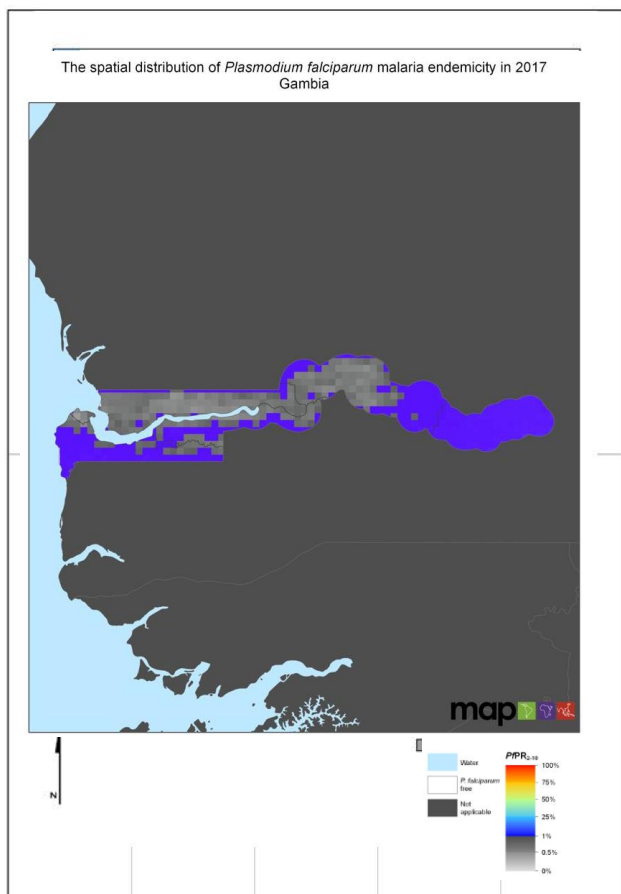 The spatial distribution of Plasmodium falciparum malaria endemicity in 2017
Gambia
map
N
Water
P. falciparum
free
Not
applicable
PfPR2-10
100%
75%
50%
25%
1%
0.5%
0%